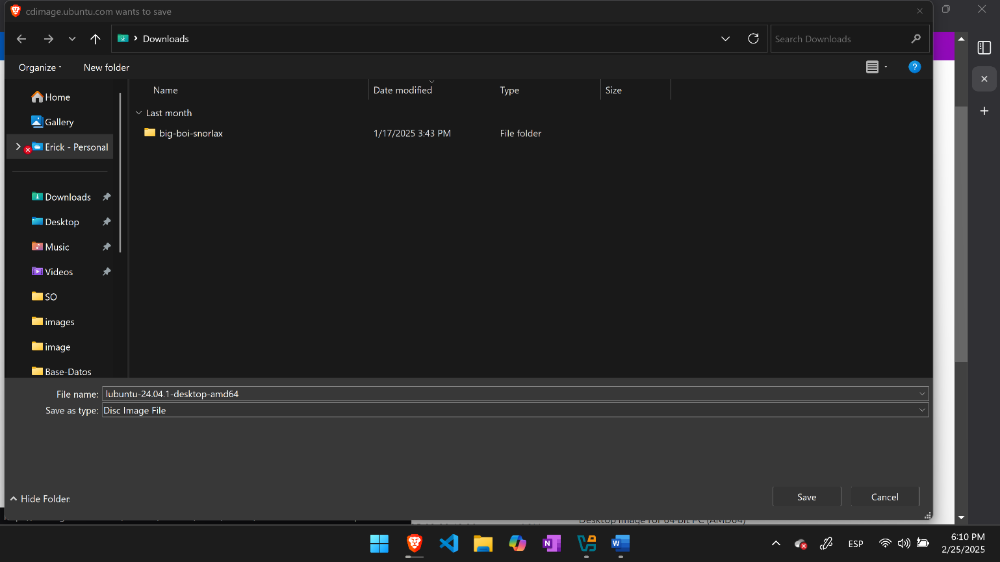 cdimage.ubuntu.com wants to save
Downloads
Search Downloads
Organize
New folder
?
Name
Date modified
Type
Size
Home
Gallery
Erick - Personal
Downloads
Desktop
Music
Videos
SO
images
image
Base-Datos
Last month
big-boi-snorlax
1/17/2025 3:43 PM
File folder
File name:
lubuntu-24.04.1-desktop-amd64
Save as type:
Disc Image File
Hide Folders
Save
Cancel
Desktop image for 64-bit PC (AMD64)
N
W
ESP
6:10 PM
2/25/2025